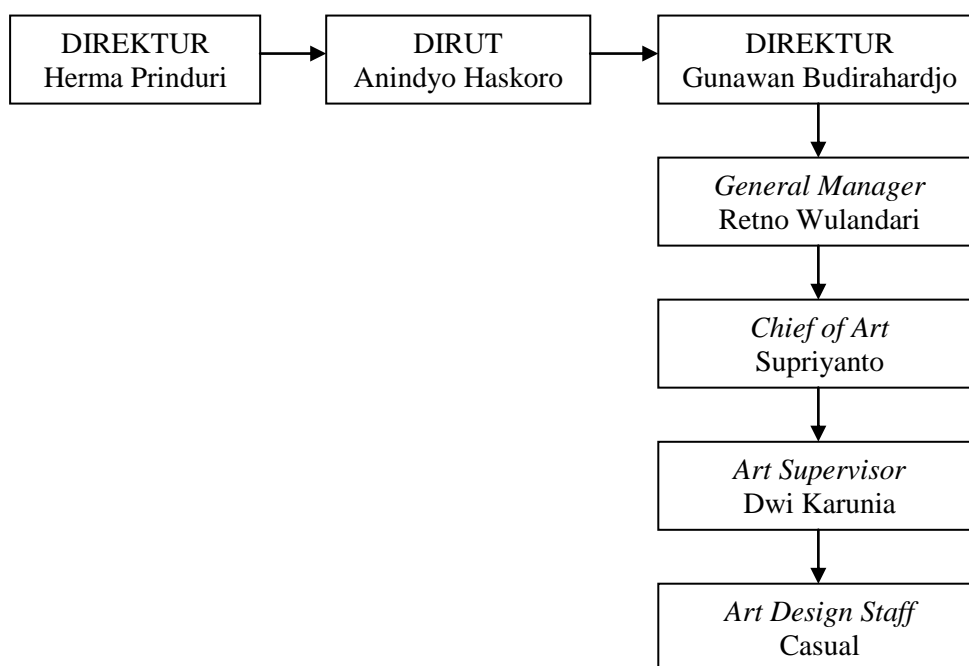 DIREKTUR
Herma Prinduri
DIRUT
Anindyo Haskoro
DIREKTUR
Gunawan Budirahardjo
General Manager
Retno Wulandari
Chief of Art
Supriyanto
Art Supervisor
Dwi Karunia
Art Design Staff
Casual